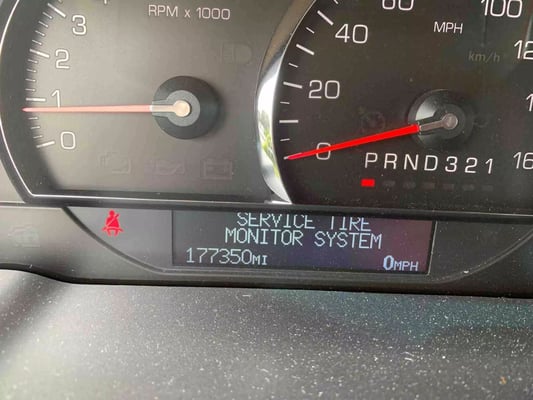 3
2
1
0
RPM x 1000
60
40
20
0
MPH
100
km/h
160
PRND321
SERVICE TIRE
MONITOR SYSTEM
177350MI
0MPH